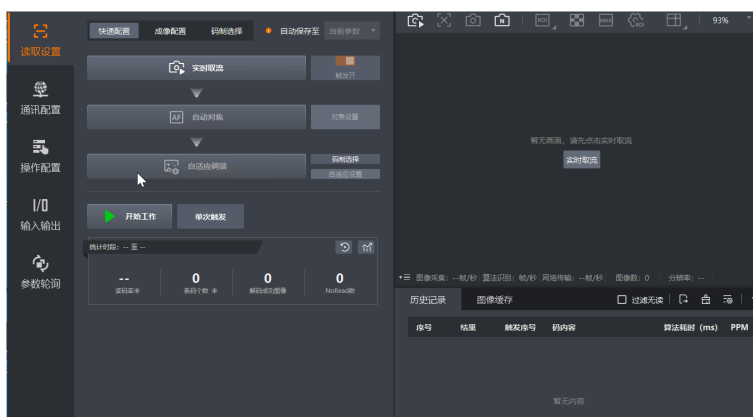 读取设置
通讯配置
操作配置
I/O
输入输出
参数轮询
快速配置 成像配置 码制选择 自动保存至 当前参数
实时取流
触发开
AF 自动对焦
对焦设置
自适应调節
码制选择
自适应设置
开始工作
单次触发
统计时段: -- 至 --
-- 0 0 0
读码率 条码个数 解码成功图像 NoRead数
ROI MAX ROI 93%
暂无画面，请先点击实时取流
实时取流
图像采集: --帧/秒 算法识别: 帧/秒 网络传输: --帧/秒 图像数: 0 分辨率: --
历史记录 图像缓存 过滤无读
序号 结果 触发序号 码内容 算法耗时 (ms) PPM
暂无内容